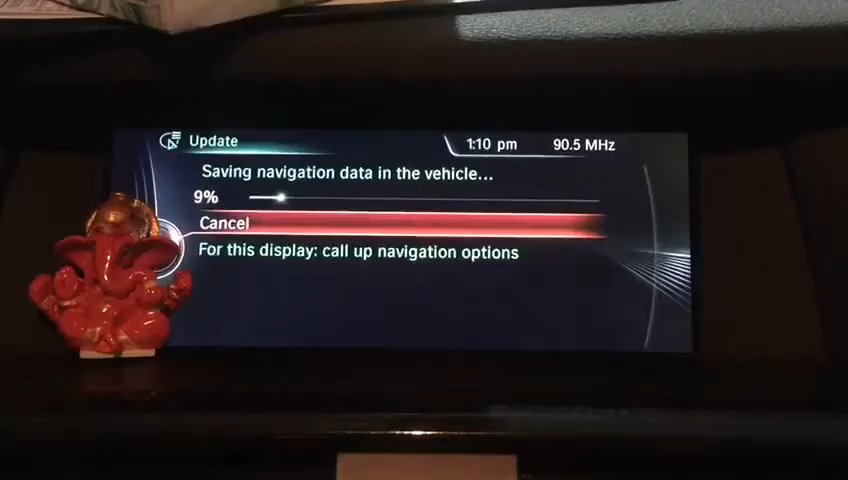 Update 1:10 pm 90.5 MHz
Saving navigation data in the vehicle...
9%
Cancel
For this display: call up navigation options